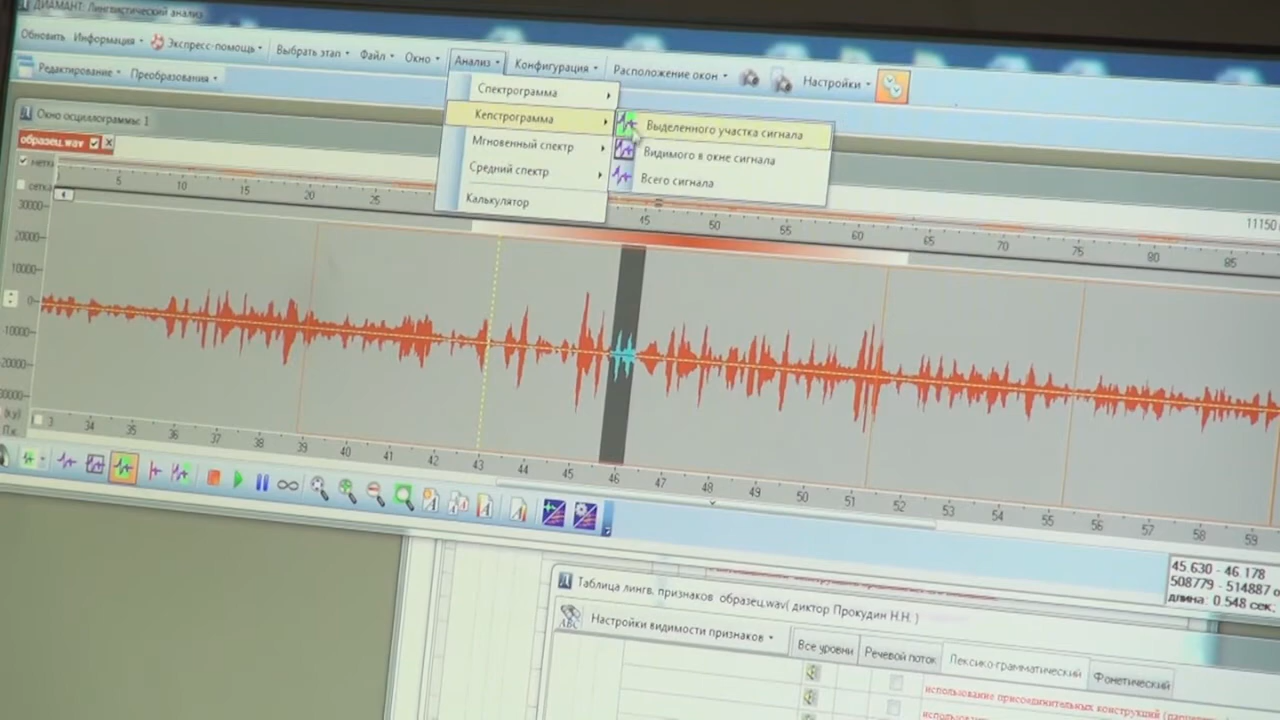 ДИАМАНТ: Лингвистический анализ
Обновить Информация Экспресс-помощь Выбрать этап Файл Окно Анализ Конфигурация Расположение окон Настройки
Редактирование Преобразования
Спектрограмма
Кепстрограмма
Мгновенный спектр
Средний спектр
Калькулятор
Выделенного участка сигнала
Видимого в окне сигнала
Всего сигнала
Окно осциллограммы: 1
образец.wav
метки
сетка
5 10 15 20 25 45 50 55 60 65 70 75 80 85
11150
30000
20000
10000
0
-10000
-20000
-30000
3 34 35 36 37 38 39 40 41 42 43 44 45 46 47 48 49 50 51 52 53 54 55 56 57 58 59
45.630 - 46.178
508779 - 514887
длина: 0.548 сек.
Таблица лингв. признаков образец.wav( диктор Прокудин Н.Н. )
Настройки видимости признаков
Все уровни Речевой поток Лексико-грамматический Фонетический
использование присоединительных конструкций
использование